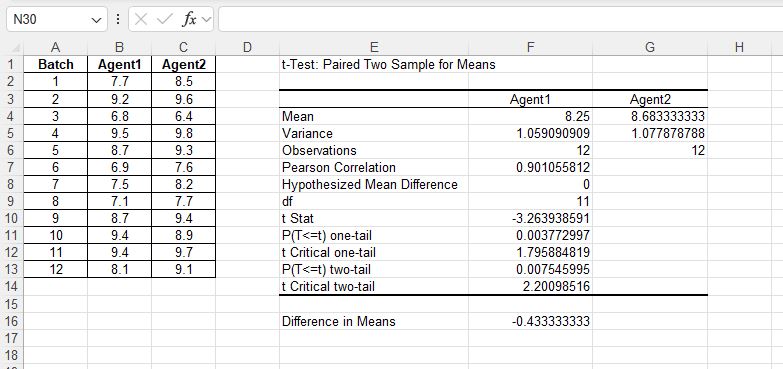 N30 fx
A B C D E F G H
1 Batch Agent1 Agent2 t-Test: Paired Two Sample for Means
2 1 7.7 8.5
3 2 9.2 9.6 Agent1 Agent2
4 3 6.8 6.4 Mean 8.25 8.683333333
5 4 9.5 9.8 Variance 1.059090909 1.077878788
6 5 8.7 9.3 Observations 12 12
7 6 6.9 7.6 Pearson Correlation 0.901055812
8 7 7.5 8.2 Hypothesized Mean Difference 0
9 8 7.1 7.7 df 11
10 9 8.7 9.4 t Stat -3.263938591
11 10 9.4 8.9 P(T<=t) one-tail 0.003772997
12 11 9.4 9.7 t Critical one-tail 1.795884819
13 12 8.1 9.1 P(T<=t) two-tail 0.007545995
14 t Critical two-tail 2.20098516
15
16 Difference in Means -0.433333333
17
18